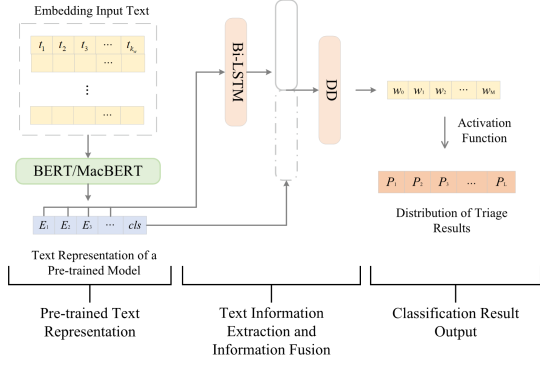 Embedding Input Text
t1 t2 t3 ... tkw
⋮
BERT/MacBERT
E1 E2 E3 ... cls
Text Representation of a
Pre-trained Model
Bi-LSTM
DD
w0 w1 w2 ... wM
Activation
Function
P1 P2 P3 ... PL
Distribution of Triage
Results
Pre-trained Text
Representation
Text Information
Extraction and
Information Fusion
Classification Result
Output